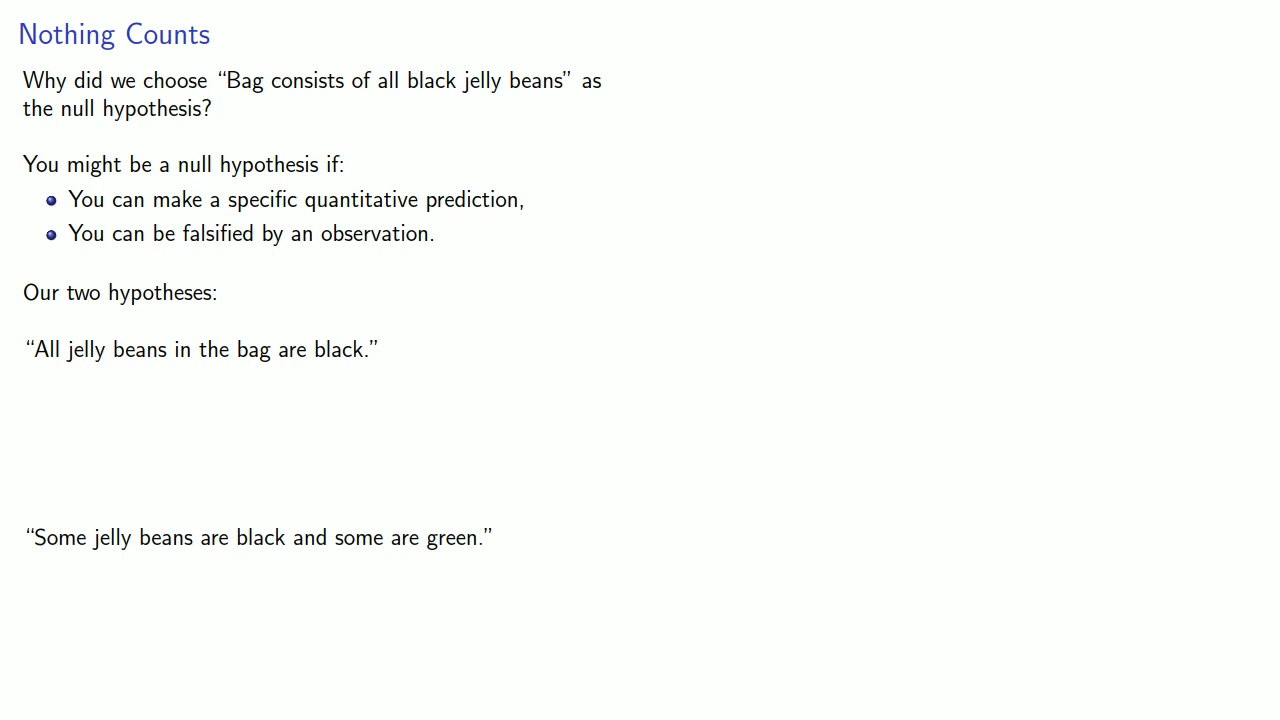 Nothing Counts
Why did we choose “Bag consists of all black jelly beans” as
the null hypothesis?
You might be a null hypothesis if:
You can make a specific quantitative prediction,
You can be falsified by an observation.
Our two hypotheses:
“All jelly beans in the bag are black.”
“Some jelly beans are black and some are green.”